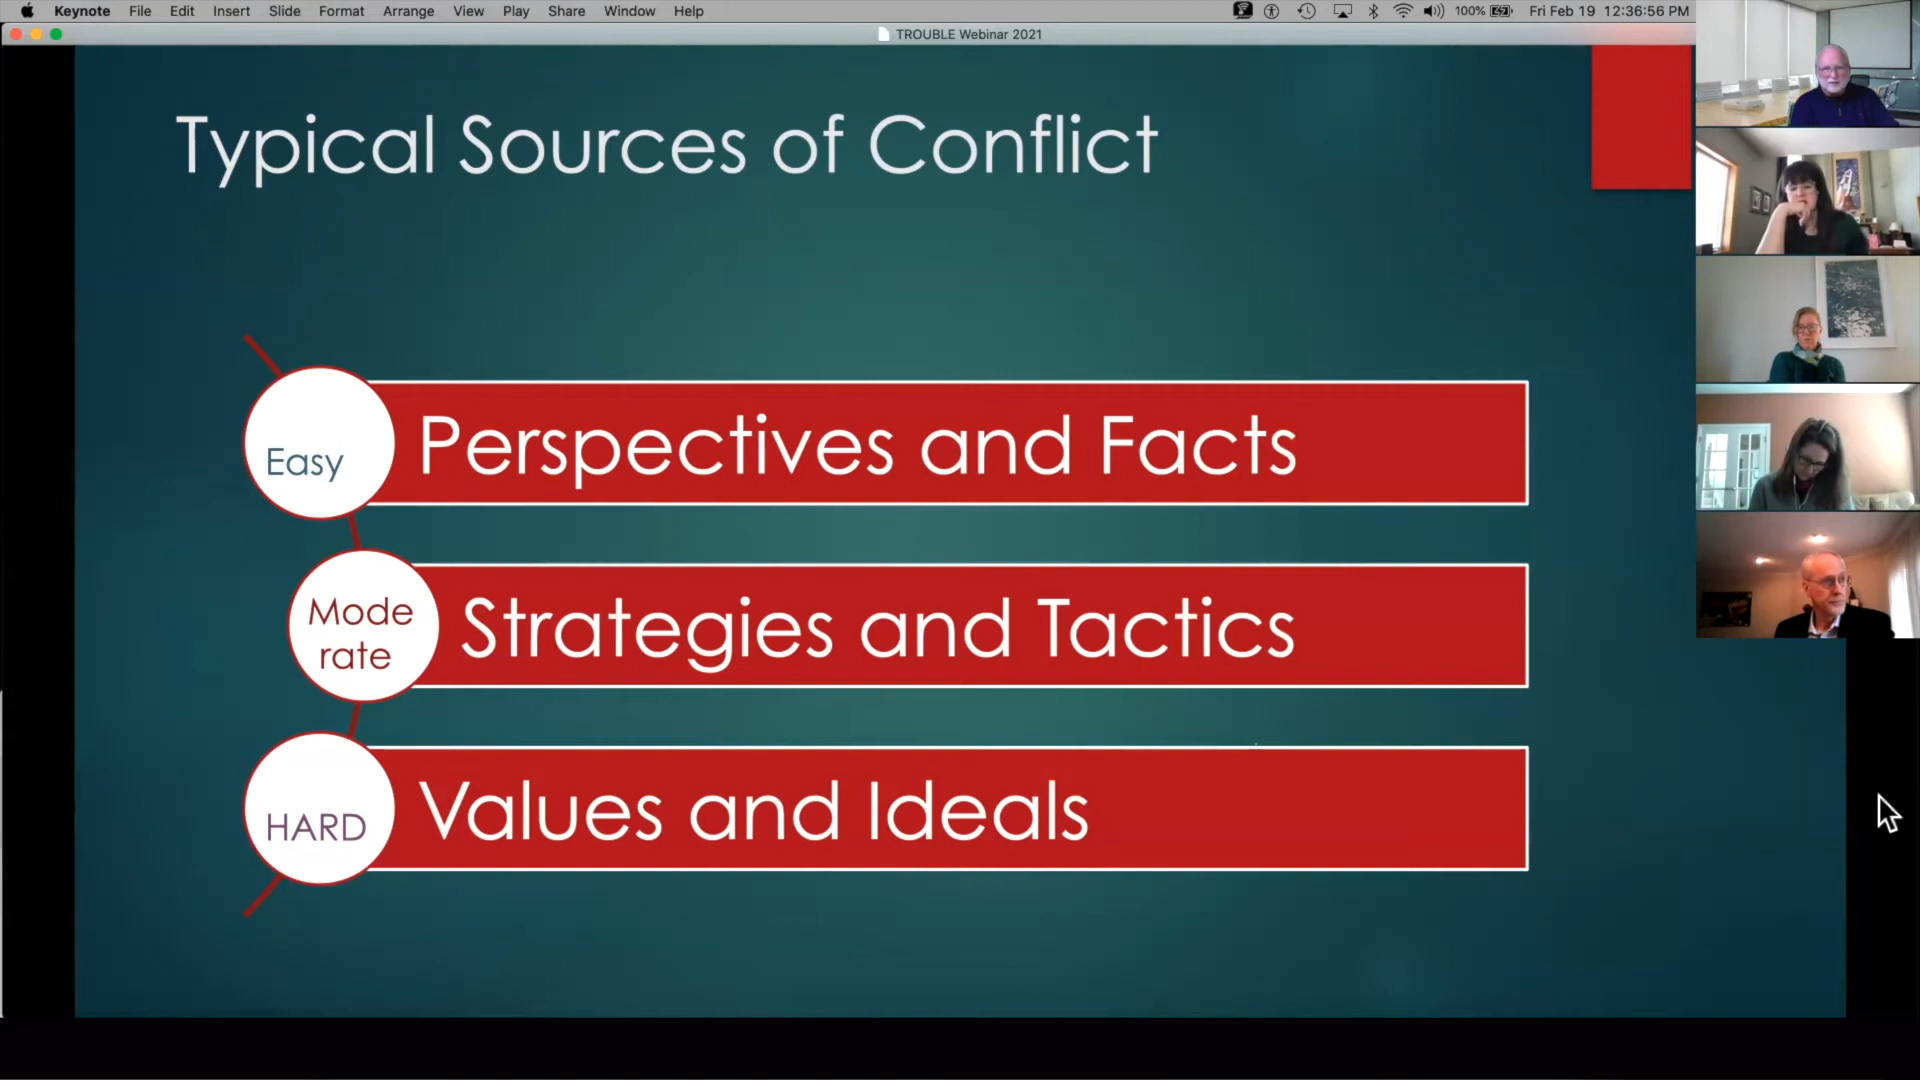 Keynote File Edit Insert Slide Format Arrange View Play Share Window Help 100% Fri Feb 19 12:36:56 PM
TROUBLE Webinar 2021
Typical Sources of Conflict
Easy
Perspectives and Facts
Mode
rate
Strategies and Tactics
HARD
Values and Ideals